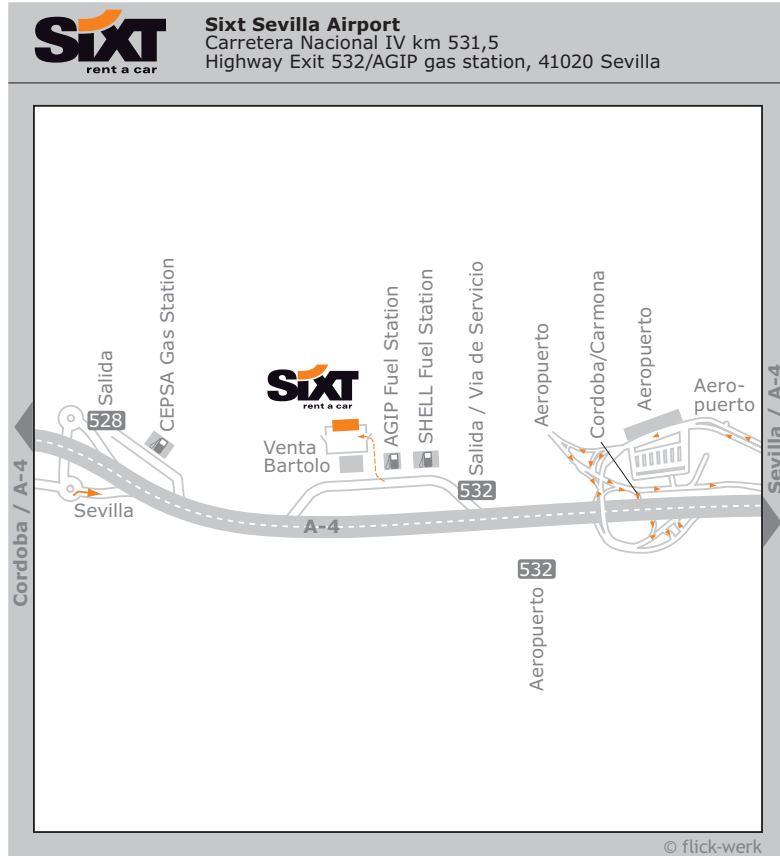 SiXT
rent a car
Sixt Sevilla Airport
Carretera Nacional IV km 531,5
Highway Exit 532/AGIP gas station, 41020 Sevilla
Cordoba / A-4
Salida
528
CEPSA Gas Station
Sevilla
SiXT
rent a car
Venta
Bartolo
AGIP Fuel Station
SHELL Fuel Station
Salida / Via de Servicio
532
A-4
Aeropuerto
Cordoba/Carmona
Aeropuerto
Aero-
puerto
Sevilla / A-4
532
Aeropuerto
© flick-werk